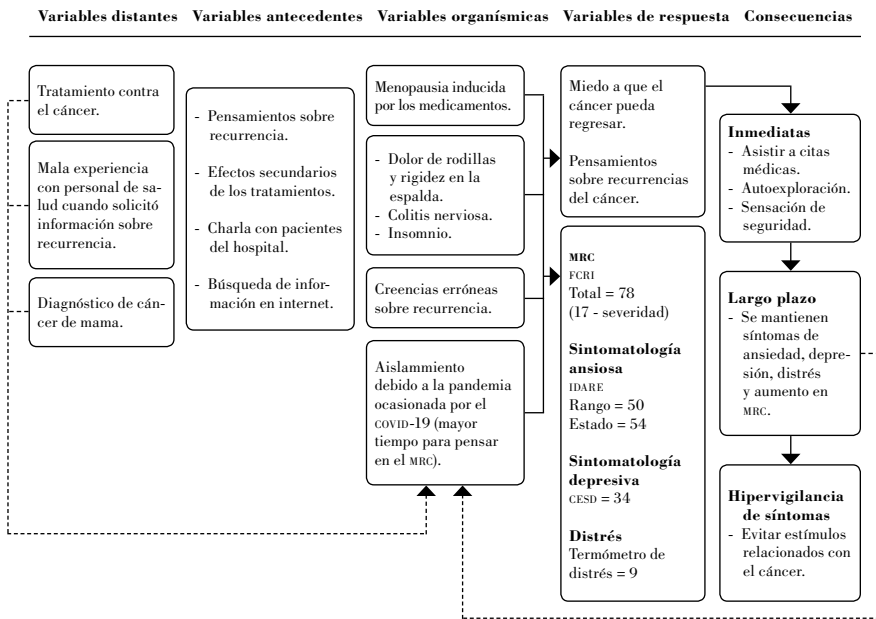 Variables distantes
Variables antecedentes
Variables organísmicas
Variables de respuesta
Consecuencias
Tratamiento contra
el cáncer.
Mala experiencia
con personal de sa-
lud cuando solicitó
información sobre
recurrencia.
Diagnóstico de cán-
cer de mama.
- Pensamientos sobre
recurrencia.
- Efectos secundarios
de los tratamientos.
- Charla con pacientes
del hospital.
- Búsqueda de infor-
mación en internet.
Menopausia inducida
por los medicamentos.
- Dolor de rodillas
y rigidez en la
espalda.
- Colitis nerviosa.
- Insomnio.
Creencias erróneas
sobre recurrencia.
Aislammiento
debido a la pandemia
ocasionada por el
COVID-19 (mayor
tiempo para pensar
en el MRC).
Miedo a que el
cáncer pueda
regresar.
Pensamientos
sobre recurrencias
del cáncer.
MRC
FCRI
Total = 78
(17 - severidad)
Sintomatología
ansiosa
IDARE
Rango = 50
Estado = 54
Sintomatología
depresiva
CESD = 34
Distrés
Termómetro de
distrés = 9
Inmediatas
- Asistir a citas
médicas.
- Autoexploración.
- Sensación de
seguridad.
Largo plazo
- Se mantienen
síntomas de
ansiedad, depre-
sión, distrés
y aumento en
MRC.
Hipervigilancia
de síntomas
- Evitar estímulos
relacionados con
el cáncer.